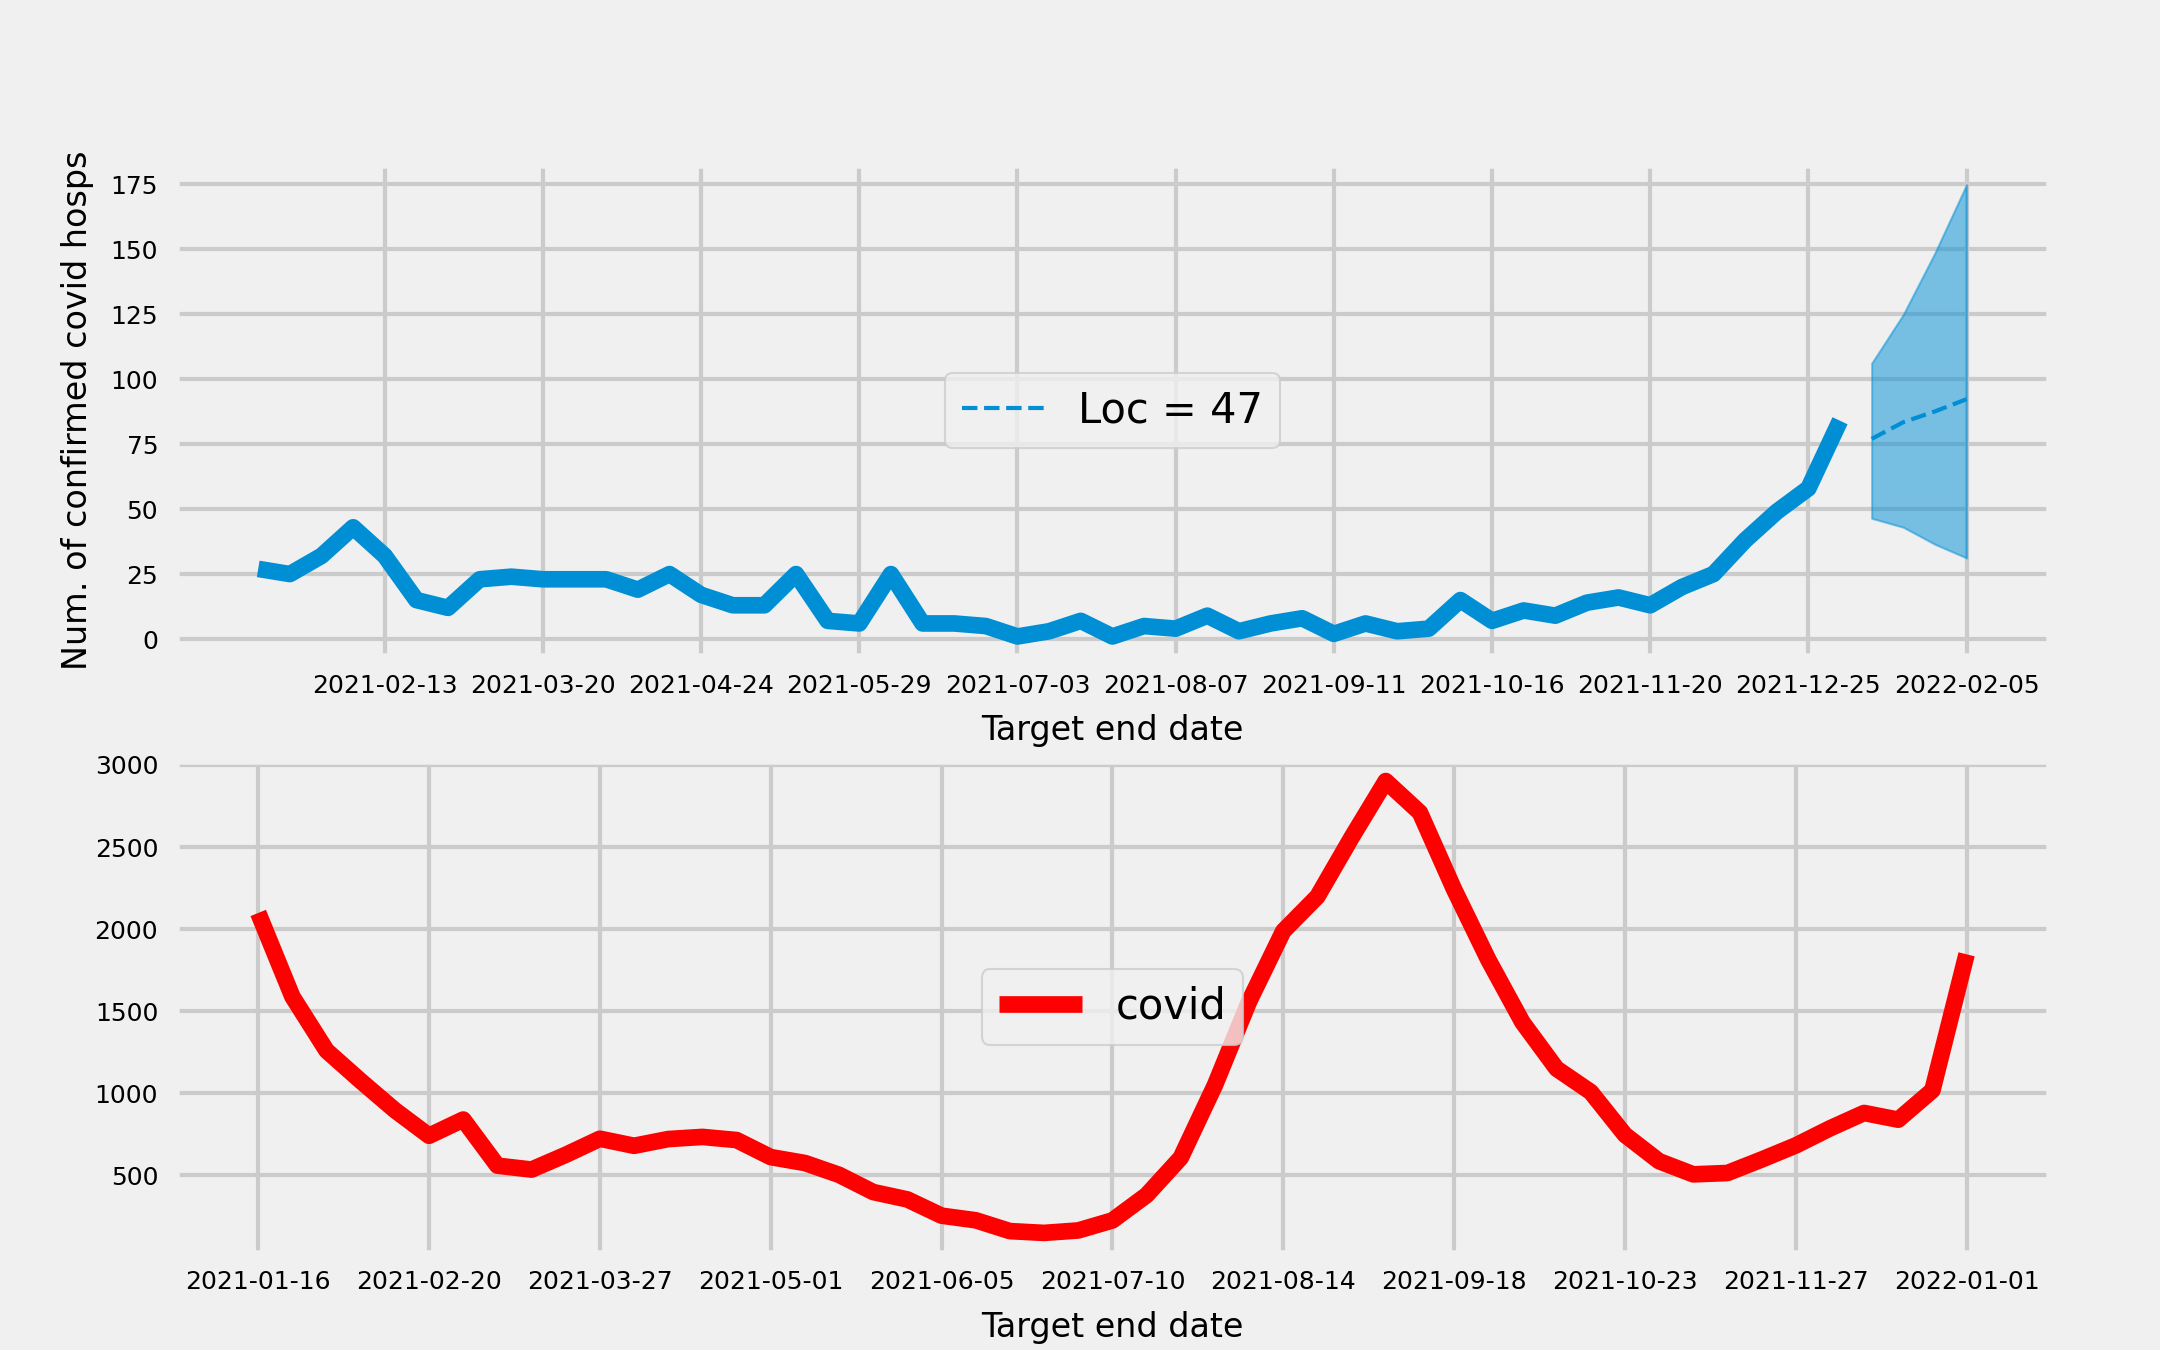 Num. of confirmed covid hosps
175
150
125
100
75
50
25
0
Loc = 47
2021-02-13 2021-03-20 2021-04-24 2021-05-29 2021-07-03 2021-08-07 2021-09-11 2021-10-16 2021-11-20 2021-12-25 2022-02-05
Target end date
3000
2500
2000
1500
1000
500
covid
2021-01-16 2021-02-20 2021-03-27 2021-05-01 2021-06-05 2021-07-10 2021-08-14 2021-09-18 2021-10-23 2021-11-27 2022-01-01
Target end date